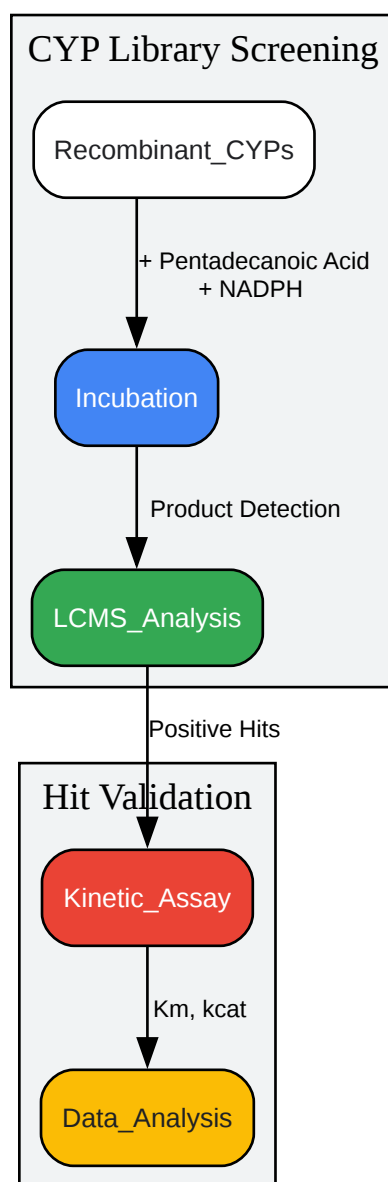 CYP Library Screening
Recombinant_CYPs
+ Pentadecanoic Acid
+ NADPH
Incubation
Product Detection
LCMS_Analysis
Positive Hits
Hit Validation
Kinetic_Assay
Km, kcat
Data_Analysis